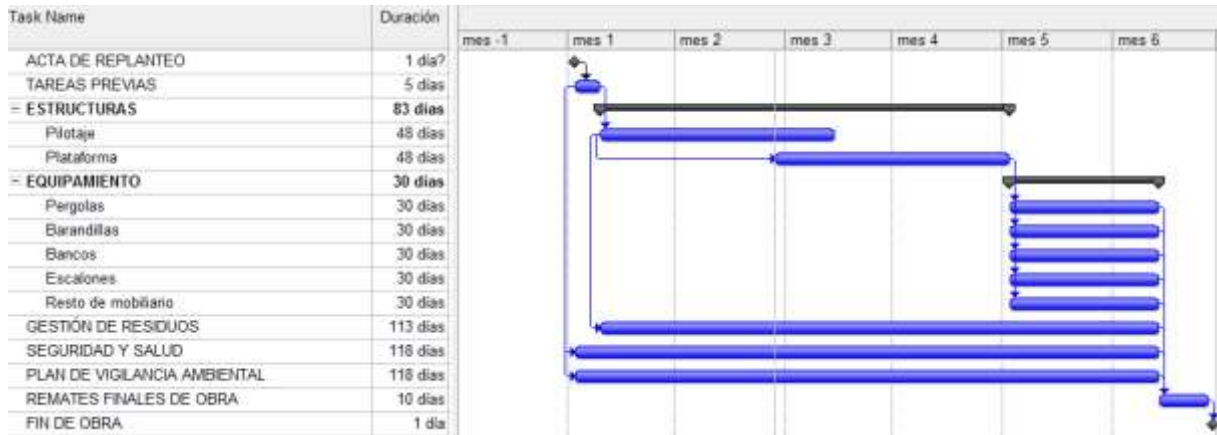 Task Name Duración
mes -1 mes 1 mes 2 mes 3 mes 4 mes 5 mes 6
ACTA DE REPLANTEO 1 día?
TAREAS PREVIAS 5 días
− ESTRUCTURAS 83 días
Pilotaje 48 días
Plataforma 48 días
− EQUIPAMIENTO 30 días
Pergolas 30 días
Barandillas 30 días
Bancos 30 días
Escalones 30 días
Resto de mobiliario 30 días
GESTIÓN DE RESIDUOS 113 días
SEGURIDAD Y SALUD 118 días
PLAN DE VIGILANCIA AMBIENTAL 118 días
REMATES FINALES DE OBRA 10 días
FIN DE OBRA 1 día